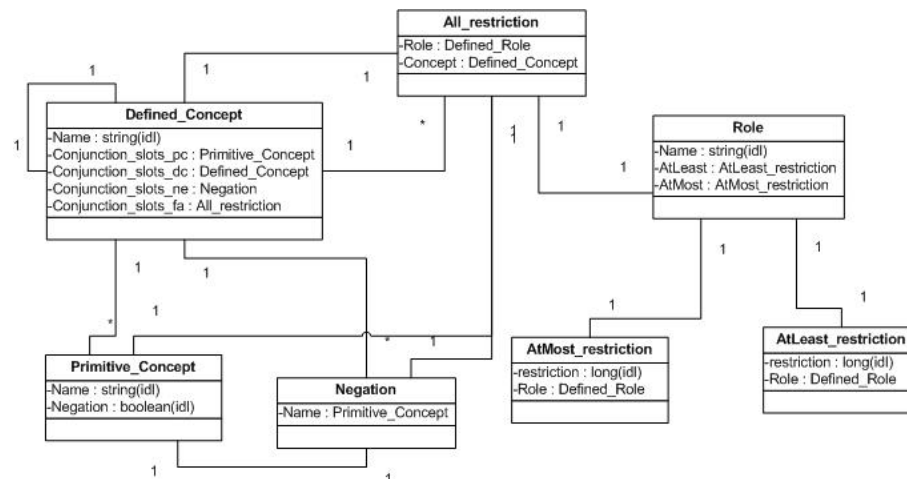 All_restriction
-Role : Defined_Role
-Concept : Defined_Concept
1
1
1
1
1
Defined_Concept
-Name : string(idl)
-Conjunction_slots_pc : Primitive_Concept
-Conjunction_slots_dc : Defined_Concept
-Conjunction_slots_ne : Negation
-Conjunction_slots_fa : All_restriction
*
1
1
1
1
1
Role
-Name : string(idl)
-AtLeast : AtLeast_restriction
-AtMost : AtMost_restriction
1
1
1
1
1
1
1
*
*
1
Primitive_Concept
-Name : string(idl)
-Negation : boolean(idl)
Negation
-Name : Primitive_Concept
AtMost_restriction
-restriction : long(idl)
-Role : Defined_Role
AtLeast_restriction
-restriction : long(idl)
-Role : Defined_Role
1
1